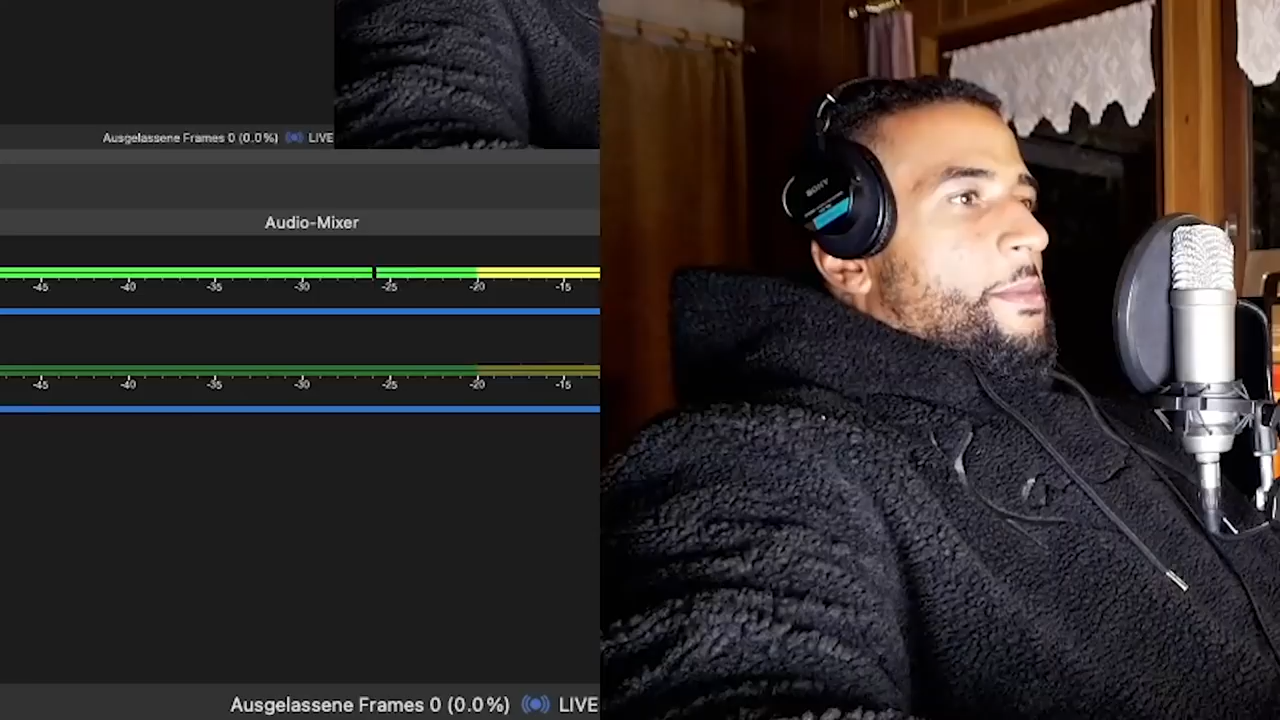 Ausgelassene Frames 0 (0.0%) LIVE
Audio-Mixer
-45 -40 -35 -30 -25 -20 -15
-45 -40 -35 -30 -25 -20 -15
Ausgelassene Frames 0 (0.0%) LIVE
SONY